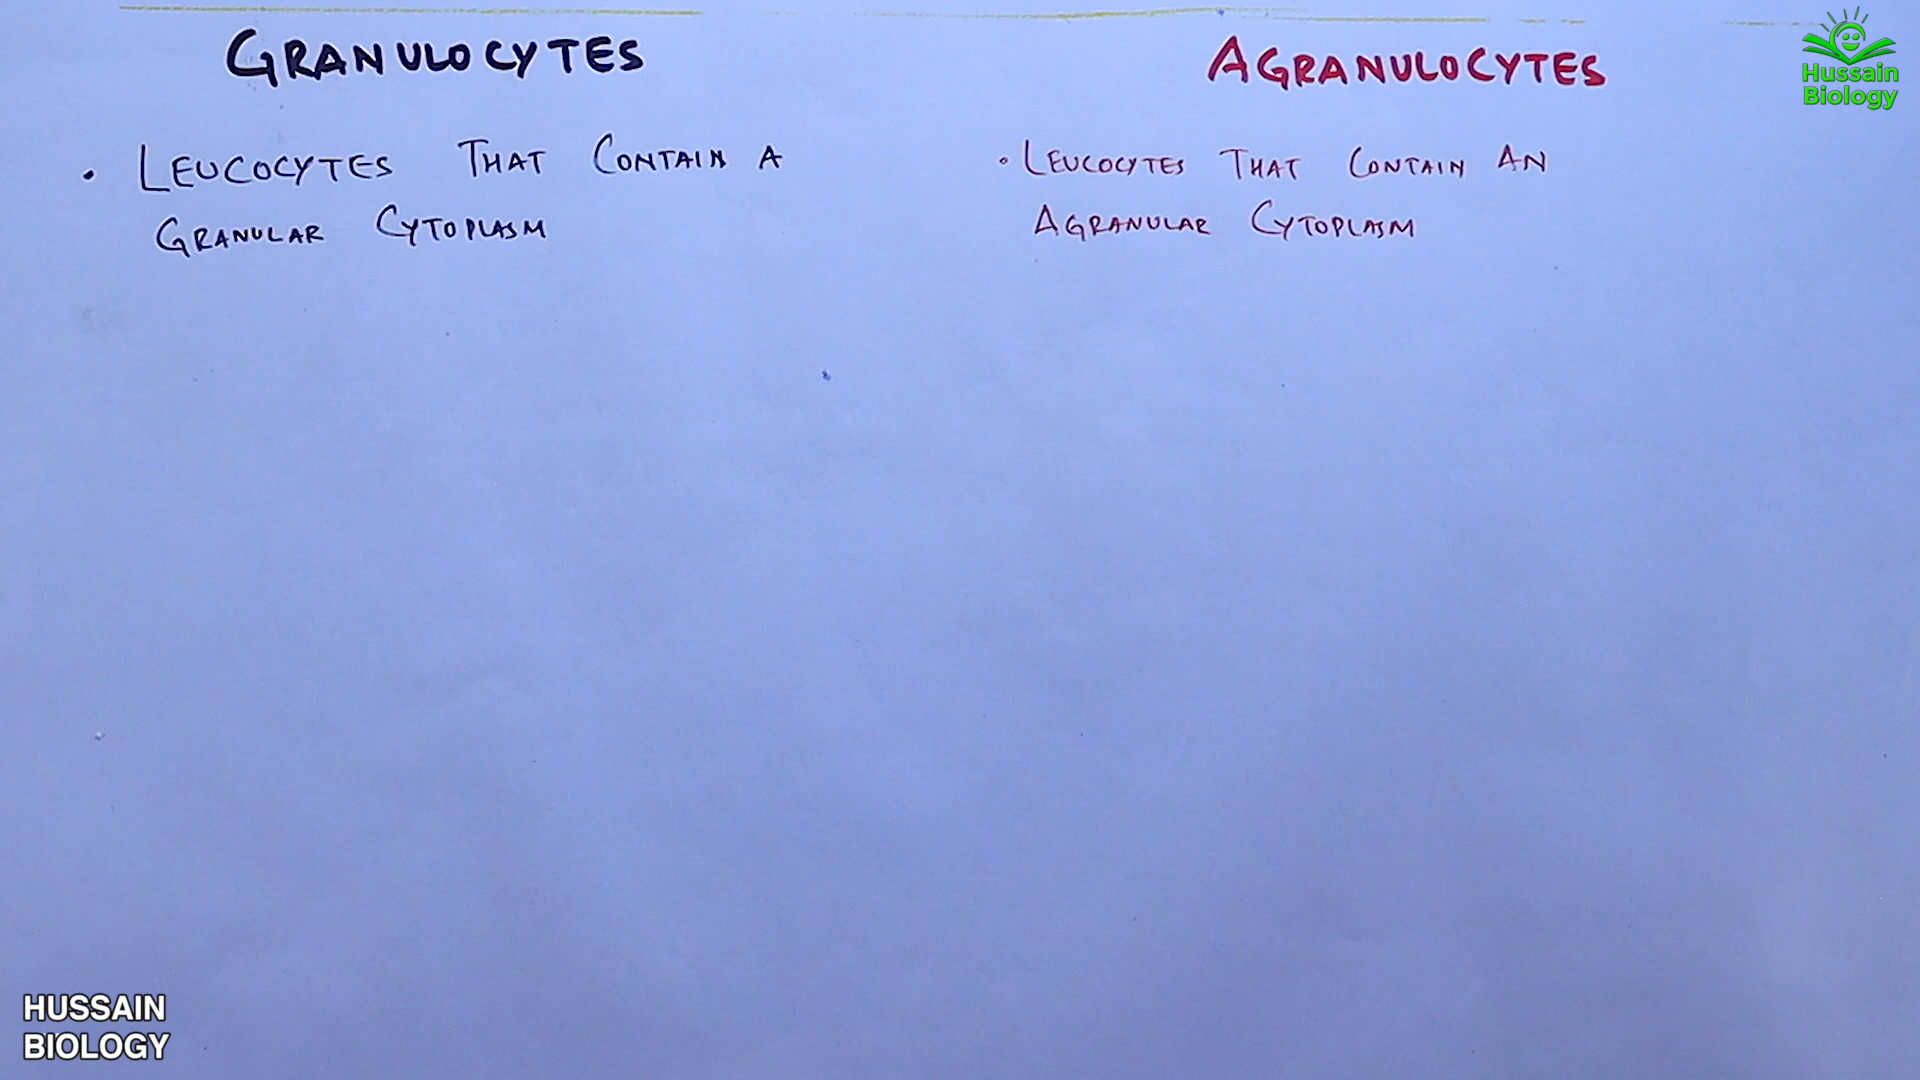 GRANULOCYTES
• LEUCOCYTES THAT CONTAIN A
GRANULAR CYTOPLASM
AGRANULOCYTES
• LEUCOCYTES THAT CONTAIN AN
AGRANULAR CYTOPLASM
Hussain
Biology
HUSSAIN
BIOLOGY